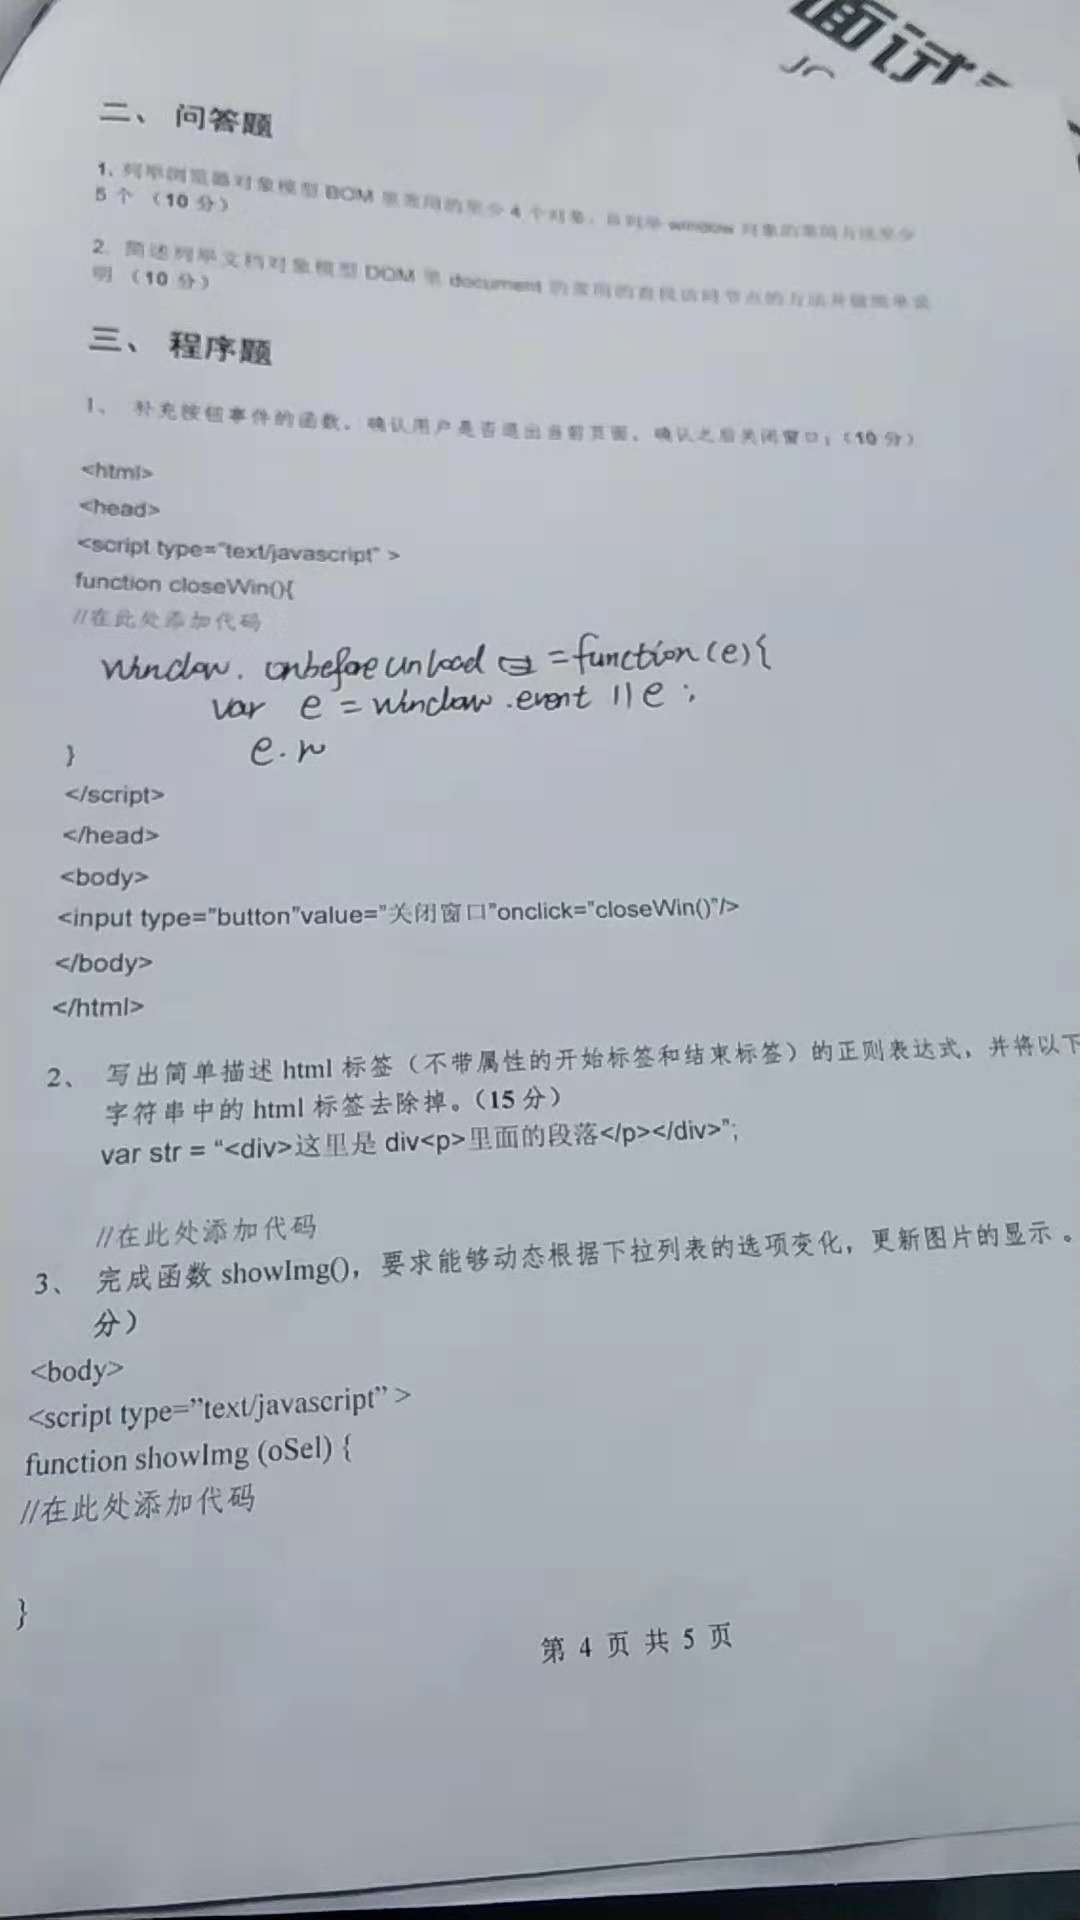 面试
二、 问答题
1、列举浏览器对象模型 BOM 里常用的至少 4 个对象，并列举 window 对象的常用方法至少
5 个 （10 分）
2. 简述列举文档对象模型 DOM 里 document 的常用的查找访问节点的方法并做简单说
明 （10 分）
三、 程序题
1、 补充按钮事件的函数，确认用户是否退出当前页面，确认之后关闭窗口；（10 分）
<html>
<head>
<script type="text/javascript" >
function closeWin(){
//在此处添加代码
window. onbeforeunload =function(e){
var e = window.event || e ;
e.r
}
</script>
</head>
<body>
<input type="button"value="关闭窗口"onclick="closeWin()"/>
</body>
</html>
2、 写出简单描述 html 标签（不带属性的开始标签和结束标签）的正则表达式，并将以下
字符串中的 html 标签去除掉。（15 分）
var str = “<div>这里是 div<p>里面的段落</p></div>”;
//在此处添加代码
3、 完成函数 showImg()，要求能够动态根据下拉列表的选项变化，更新图片的显示 。
分）
<body>
<script type=”text/javascript” >
function showImg (oSel) {
//在此处添加代码
}
第 4 页 共 5 页